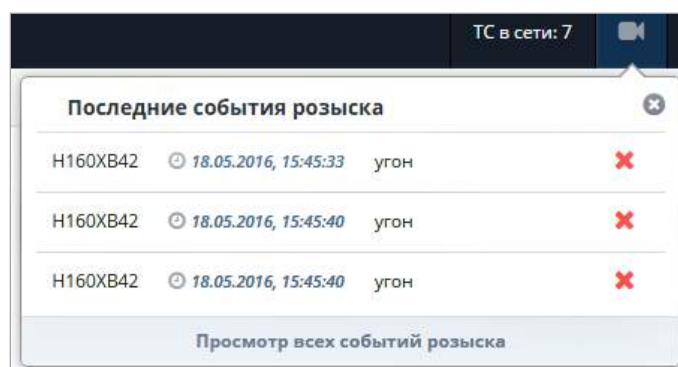 ТС в сети: 7
Последние события розыска
Н160ХВ42 18.05.2016, 15:45:33 угон
Н160ХВ42 18.05.2016, 15:45:40 угон
Н160ХВ42 18.05.2016, 15:45:40 угон
Просмотр всех событий розыска